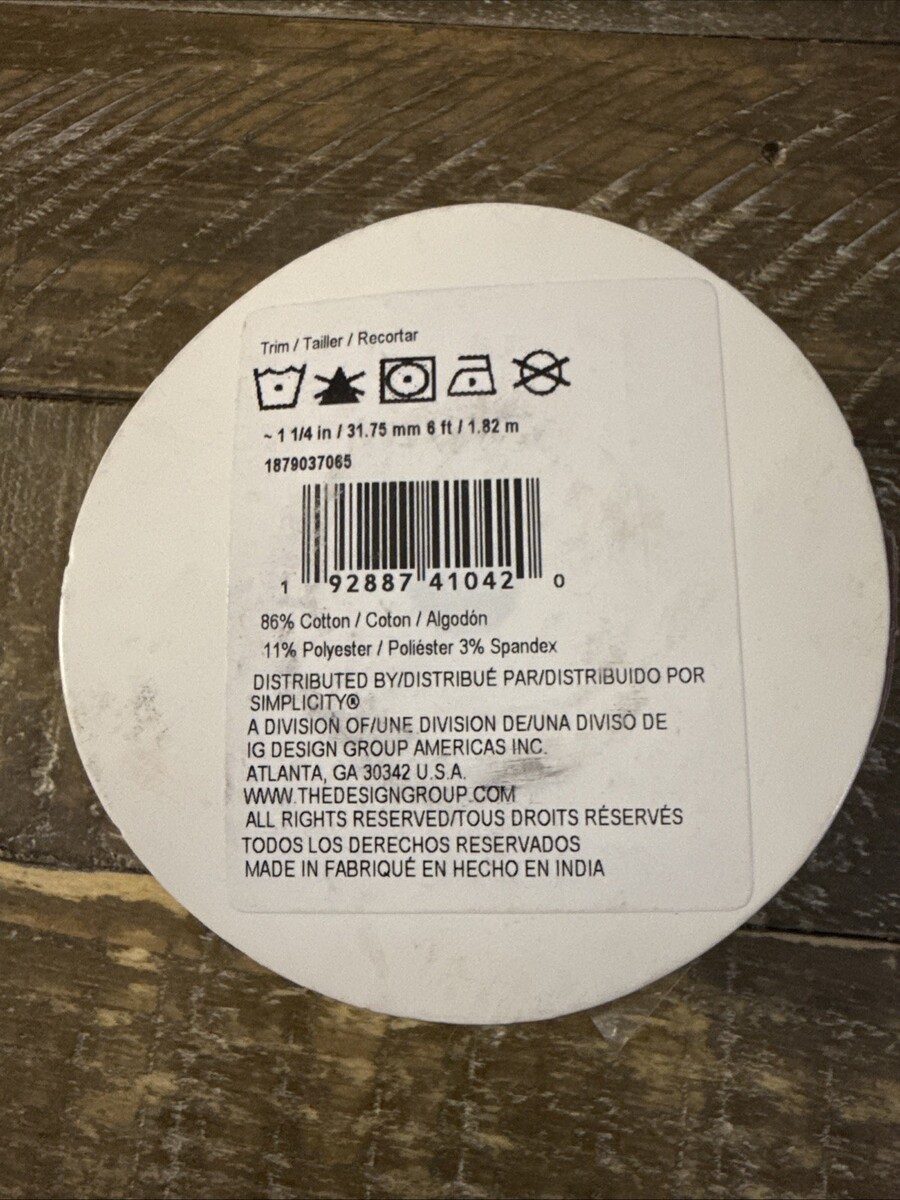 Trim / Tailler / Recortar
~ 1 1/4 in / 31.75 mm 6 ft / 1.82 m
1879037065
1 92887 41042 0
86% Cotton / Coton / Algodón
11% Polyester / Poliéster 3% Spandex
DISTRIBUTED BY/DISTRIBUÉ PAR/DISTRIBUIDO POR
SIMPLICITY®
A DIVISION OF/UNE DIVISION DE/UNA DIVISÒ DE
IG DESIGN GROUP AMERICAS INC.
ATLANTA, GA 30342 U.S.A.
WWW.THEDESIGNGROUP.COM
ALL RIGHTS RESERVED/TOUS DROITS RÉSERVÉS
TODOS LOS DERECHOS RESERVADOS
MADE IN FABRIQUÉ EN HECHO EN INDIA